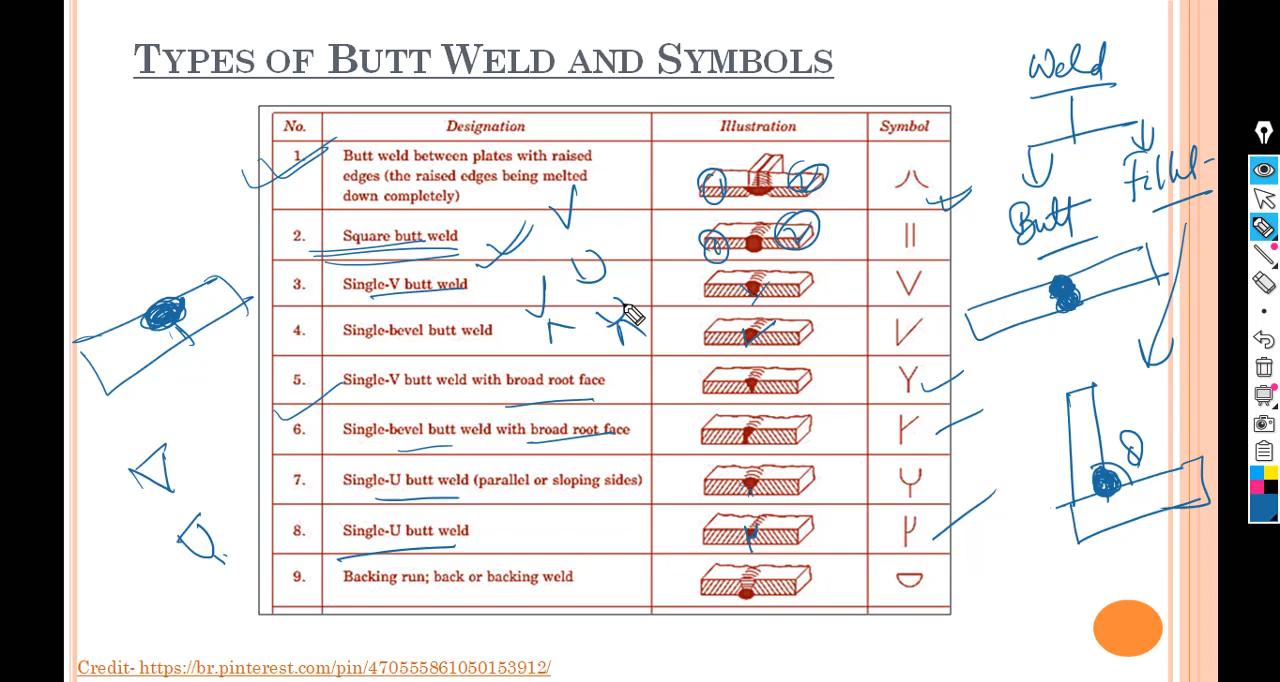 TYPES OF BUTT WELD AND SYMBOLS
No. Designation Illustration Symbol
1. Butt weld between plates with raised
edges (the raised edges being melted
down completely)
2. Square butt weld
3. Single-V butt weld
4. Single-bevel butt weld
5. Single-V butt weld with broad root face
6. Single-bevel butt weld with broad root face
7. Single-U butt weld (parallel or sloping sides)
8. Single-U butt weld
9. Backing run; back or backing weld
Weld
Butt
Credit- https://br.pinterest.com/pin/470555861050153912/